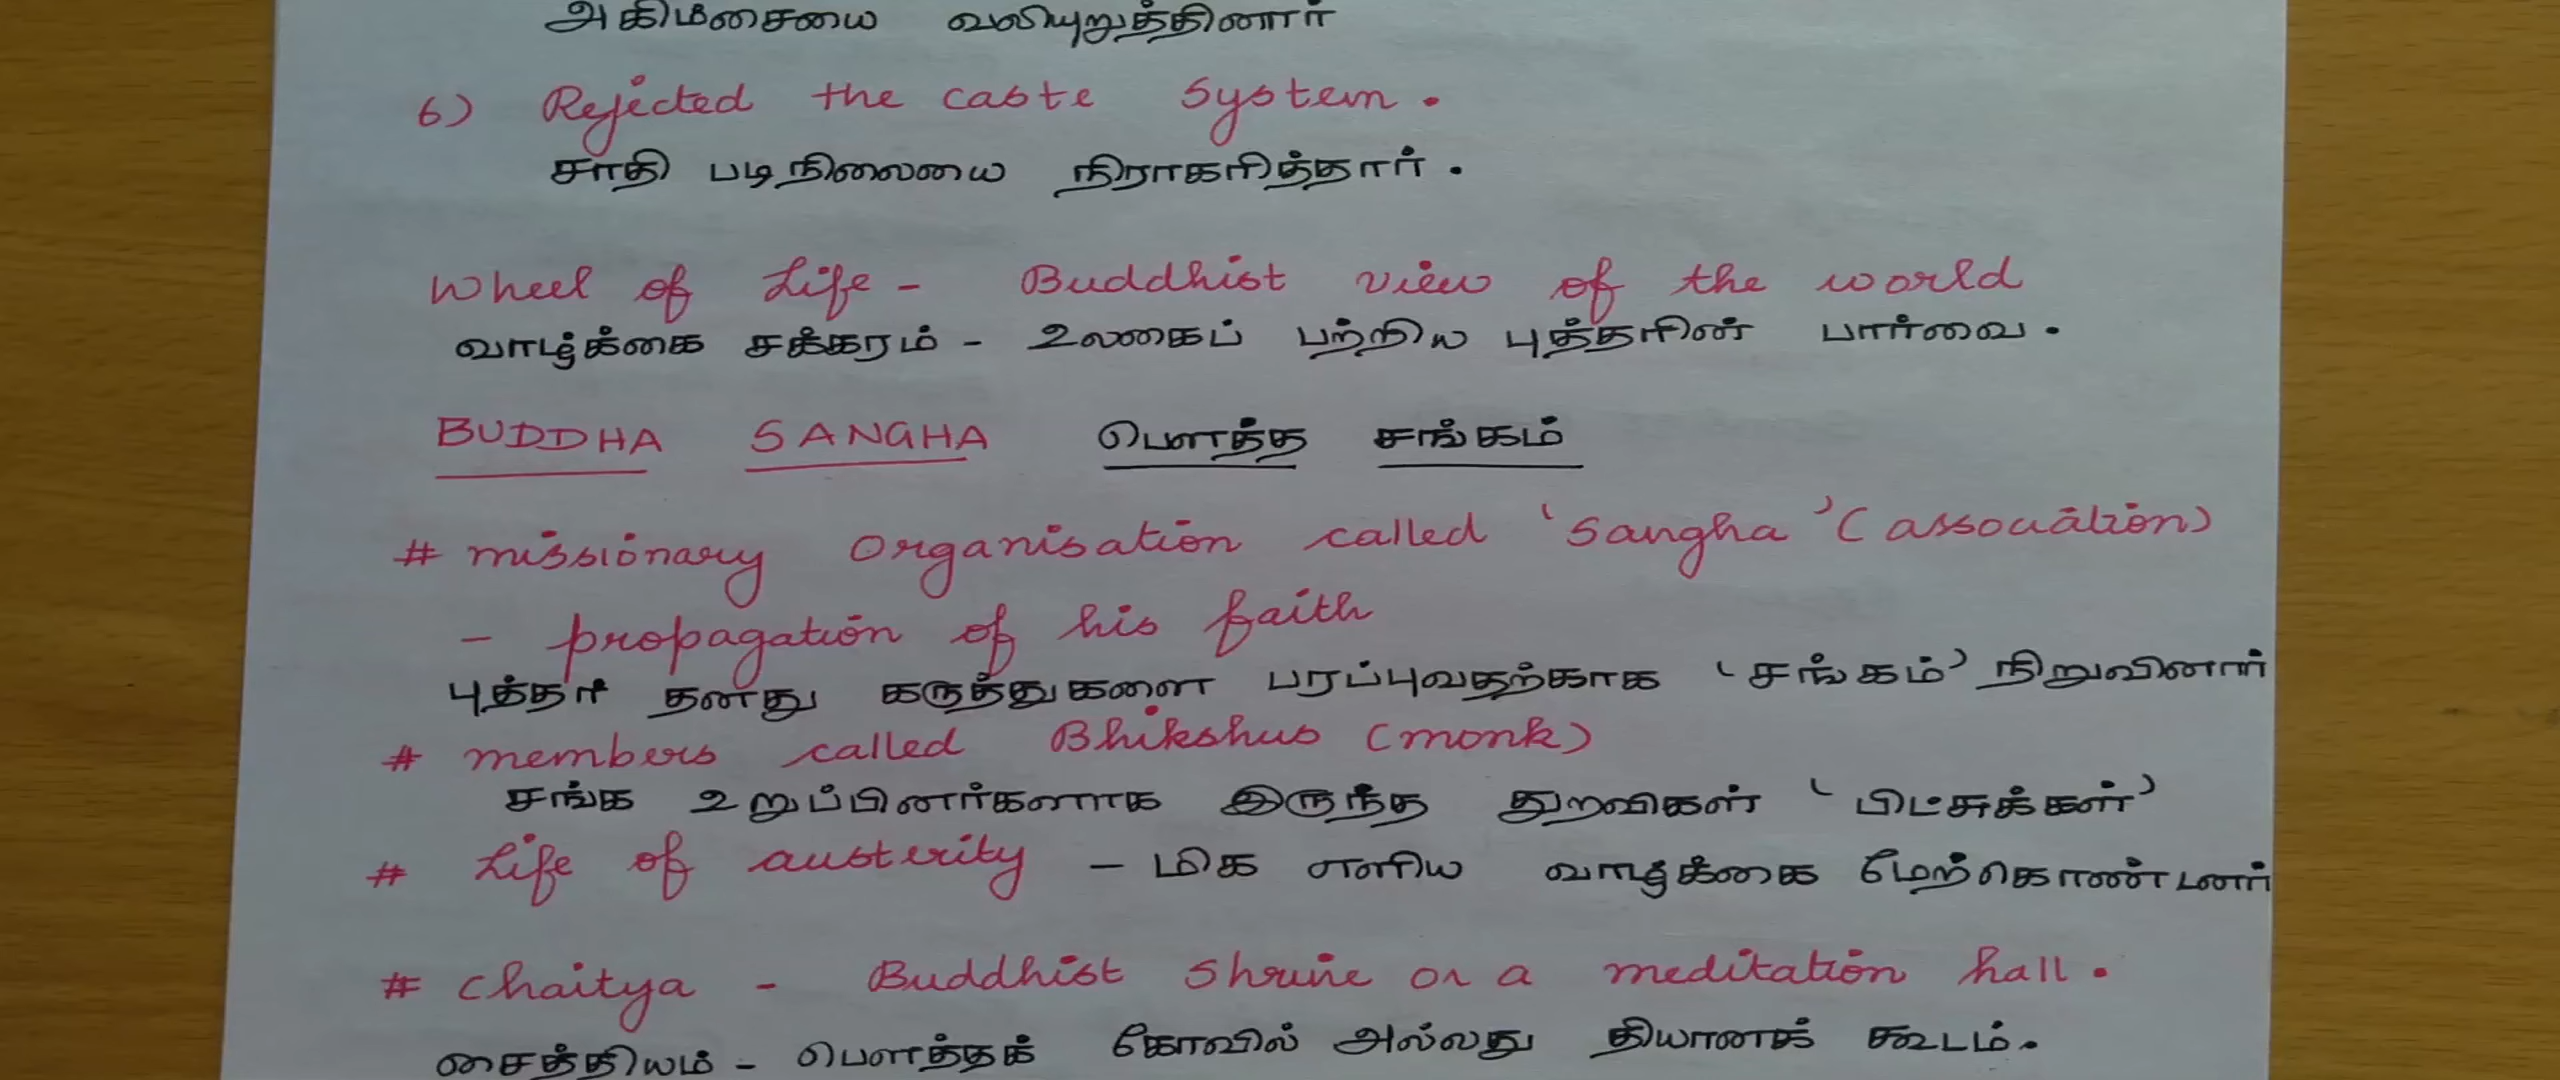 அகிம்சையை வலியுறுத்தினார்
6) Rejected the caste system.
சாதி படிநிலையை நிராகரித்தார்.
Wheel of Life - Buddhist view of the world
வாழ்க்கை சக்கரம் - உலகைப் பற்றிய புத்தரின் பார்வை.
BUDDHA SANGHA பௌத்த சங்கம்
# missionary Organisation called 'Sangha' (association)
- propagation of his faith
புத்தர் தனது கருத்துகளை பரப்புவதற்காக 'சங்கம்' நிறுவினார்
# members called Bhikshus (monk)
சங்க உறுப்பினர்களாக இருந்த துறவிகள் 'பிட்சுக்கள்'
# Life of austerity - மிக எளிய வாழ்க்கை மேற்கொண்டனர்
# Chaitya - Buddhist Shrine or a meditation hall.
சைத்தியம் - பௌத்தக் கோவில் அல்லது தியானக் கூடம்.